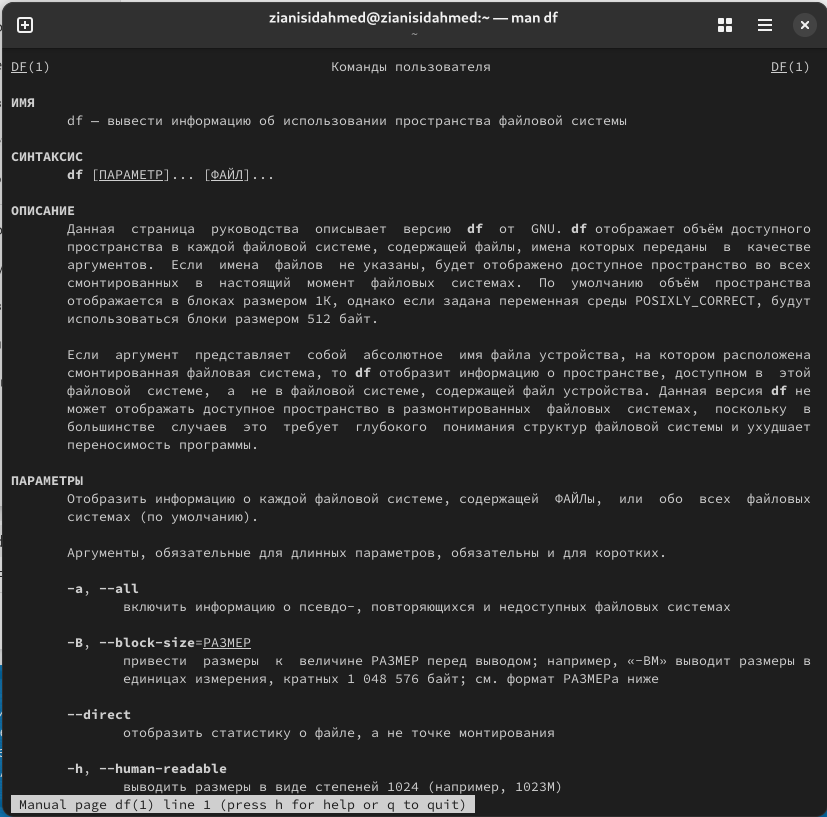 zianisidahmed@zianisidahmed:~ — man df
~
DF(1) Команды пользователя DF(1)
ИМЯ
df — вывести информацию об использовании пространства файловой системы
СИНТАКСИС
df [ПАРАМЕТР]... [ФАЙЛ]...
ОПИСАНИЕ
Данная страница руководства описывает версию df от GNU. df отображает объём доступного
пространства в каждой файловой системе, содержащей файлы, имена которых переданы в качестве
аргументов. Если имена файлов не указаны, будет отображено доступное пространство во всех
смонтированных в настоящий момент файловых системах. По умолчанию объём пространства
отображается в блоках размером 1K, однако если задана переменная среды POSIXLY_CORRECT, будут
использоваться блоки размером 512 байт.
Если аргумент представляет собой абсолютное имя файла устройства, на котором расположена
смонтированная файловая система, то df отобразит информацию о пространстве, доступном в этой
файловой системе, а не в файловой системе, содержащей файл устройства. Данная версия df не
может отображать доступное пространство в размонтированных файловых системах, поскольку в
большинстве случаев это требует глубокого понимания структур файловой системы и ухудшает
переносимость программы.
ПАРАМЕТРЫ
Отобразить информацию о каждой файловой системе, содержащей ФАЙЛы, или обо всех файловых
системах (по умолчанию).
Аргументы, обязательные для длинных параметров, обязательны и для коротких.
-a, --all
включить информацию о псевдо-, повторяющихся и недоступных файловых системах
-B, --block-size=РАЗМЕР
привести размеры к величине РАЗМЕР перед выводом; например, «-BM» выводит размеры в
единицах измерения, кратных 1 048 576 байт; см. формат РАЗМЕРа ниже
--direct
отобразить статистику о файле, а не точке монтирования
-h, --human-readable
выводить размеры в виде степеней 1024 (например, 1023M)
Manual page df(1) line 1 (press h for help or q to quit)